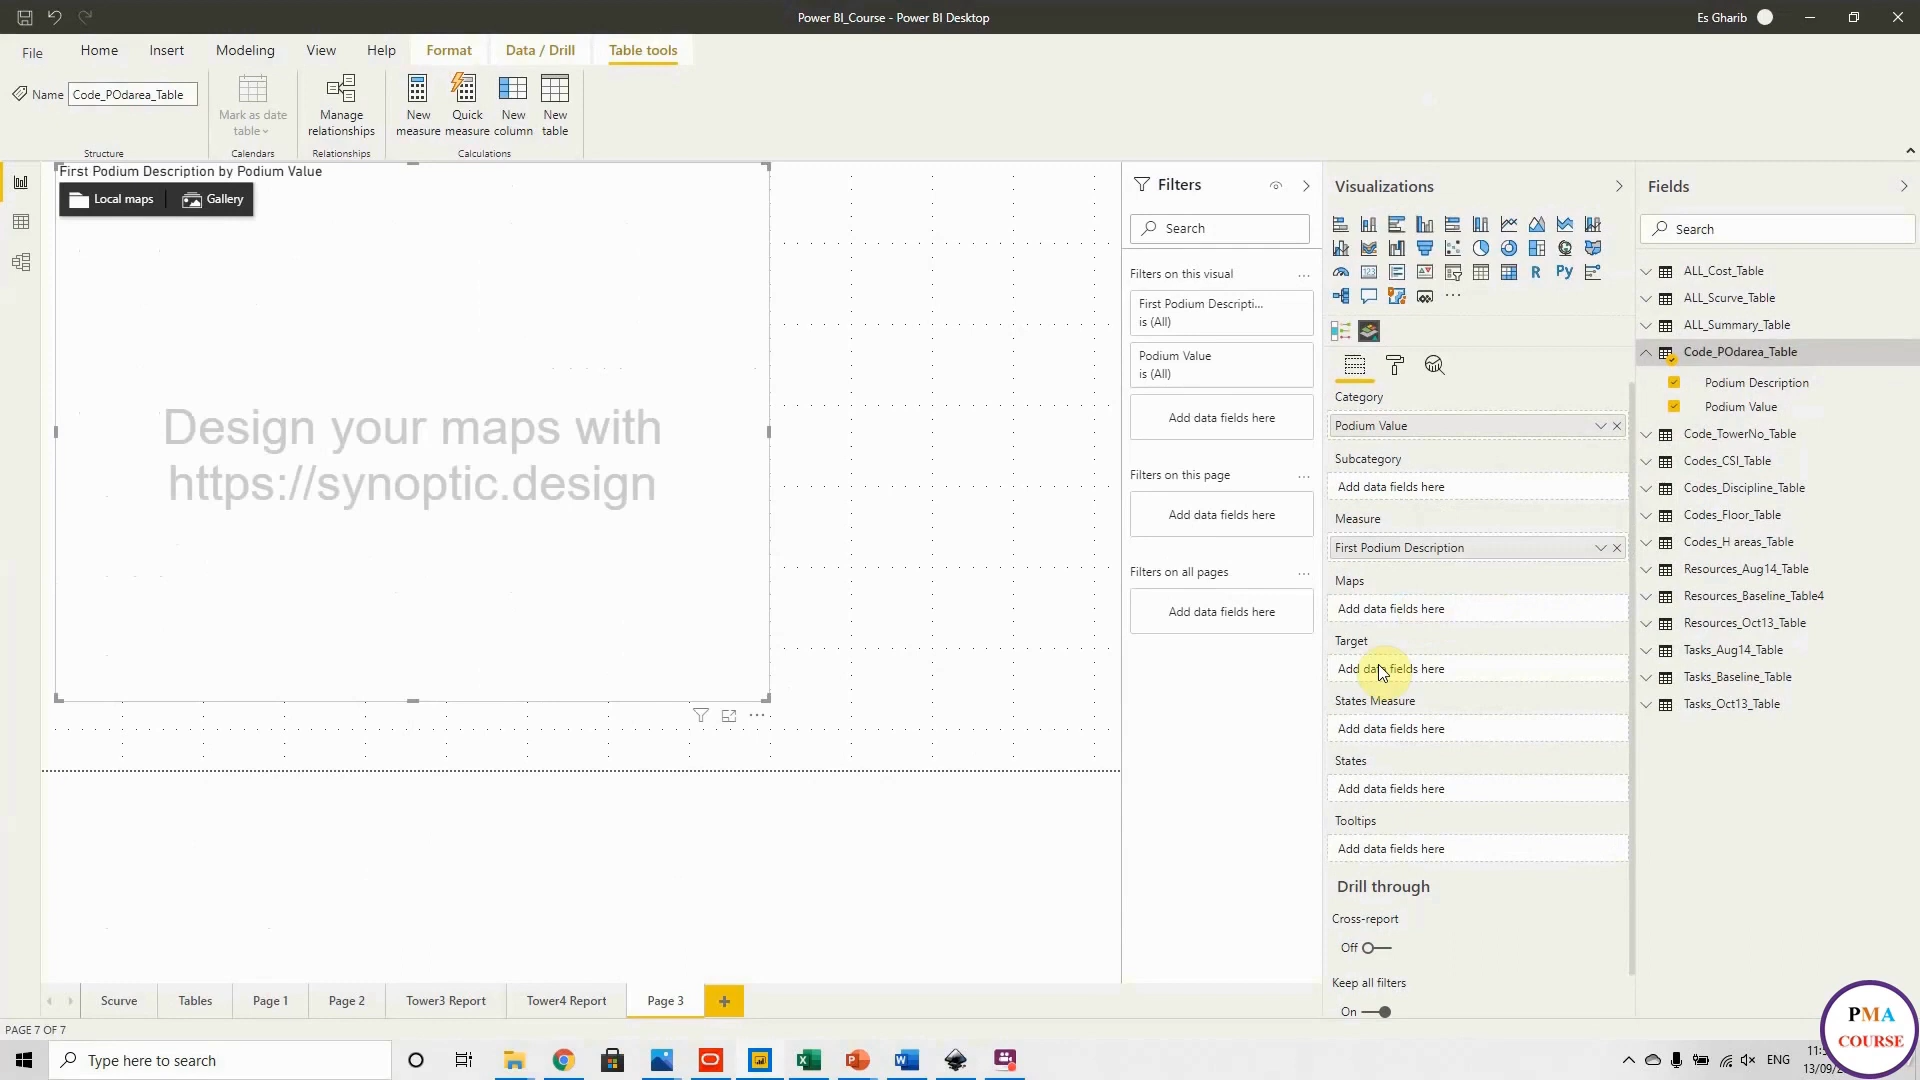 Power BI_Course - Power BI Desktop
Es Gharib
File
Home
Insert
Modeling
View
Help
Format
Data / Drill
Table tools
Name
Code_POdarea_Table
Mark as date
table
Manage
relationships
New
measure
Quick
measure
New
column
New
table
Structure
Calendars
Relationships
Calculations
First Podium Description by Podium Value
Local maps
Gallery
Design your maps with
https://synoptic.design
Filters
Search
Filters on this visual
...
First Podium Descripti...
is (All)
Podium Value
is (All)
Add data fields here
Filters on this page
...
Add data fields here
Filters on all pages
...
Add data fields here
Visualizations
123
R
Py
...
Category
Podium Value
Subcategory
Add data fields here
Measure
First Podium Description
Maps
Add data fields here
Target
Add data fields here
States Measure
Add data fields here
States
Add data fields here
Tooltips
Add data fields here
Drill through
Cross-report
Off
Keep all filters
On
Fields
Search
ALL_Cost_Table
ALL_Scurve_Table
ALL_Summary_Table
Code_POdarea_Table
Podium Description
Podium Value
Code_TowerNo_Table
Codes_CSI_Table
Codes_Discipline_Table
Codes_Floor_Table
Codes_H areas_Table
Resources_Aug14_Table
Resources_Baseline_Table4
Resources_Oct13_Table
Tasks_Aug14_Table
Tasks_Baseline_Table
Tasks_Oct13_Table
Scurve
Tables
Page 1
Page 2
Tower3 Report
Tower4 Report
Page 3
+
PAGE 7 OF 7
Type here to search
ENG
PMA
COURSE